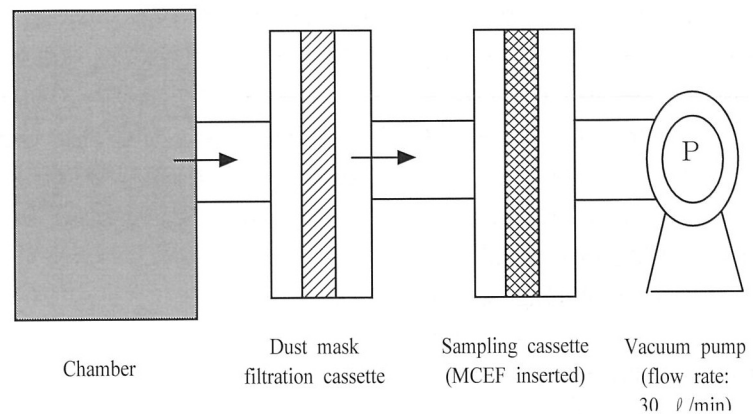 P
Chamber
Dust mask
filtration cassette
Sampling cassette
(MCEF inserted)
Vacuum pump
(flow rate:
30 ℓ/min)